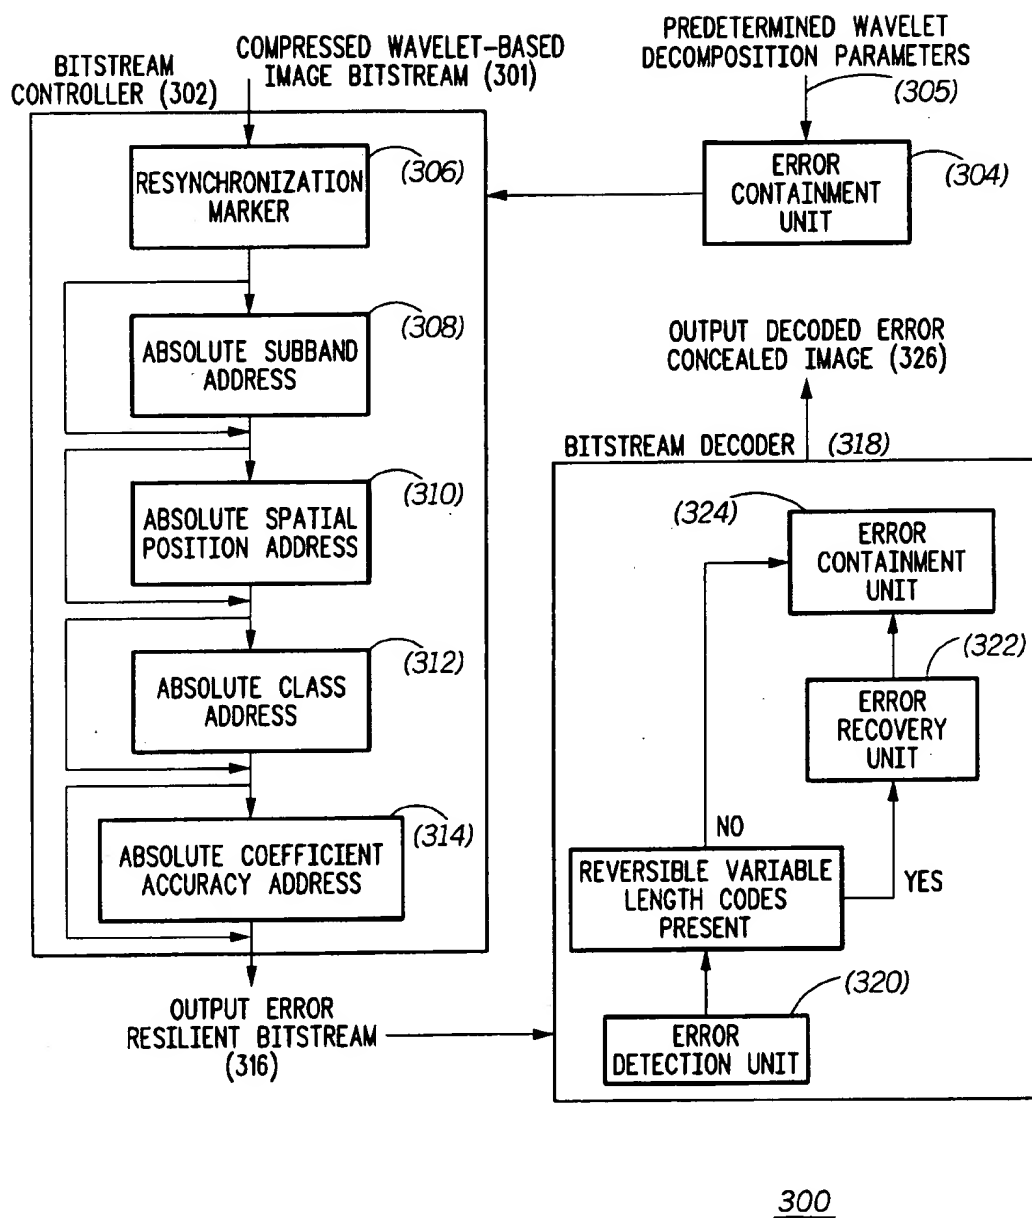 COMPRESSED WAVELET-BASED
IMAGE BITSTREAM (301)
BITSTREAM
CONTROLLER (302)
PREDETERMINED WAVELET
DECOMPOSITION PARAMETERS
(305)
RESYNCHRONIZATION
MARKER
(306)
ERROR
CONTAINMENT
UNIT
(304)
ABSOLUTE SUBBAND
ADDRESS
(308)
ABSOLUTE SPATIAL
POSITION ADDRESS
(310)
ABSOLUTE CLASS
ADDRESS
(312)
ABSOLUTE COEFFICIENT
ACCURACY ADDRESS
(314)
OUTPUT ERROR
RESILIENT BITSTREAM
(316)
OUTPUT DECODED ERROR
CONCEALED IMAGE (326)
BITSTREAM DECODER (318)
(324)
ERROR
CONTAINMENT
UNIT
(322)
ERROR
RECOVERY
UNIT
NO
YES
REVERSIBLE VARIABLE
LENGTH CODES
PRESENT
(320)
ERROR
DETECTION UNIT
300